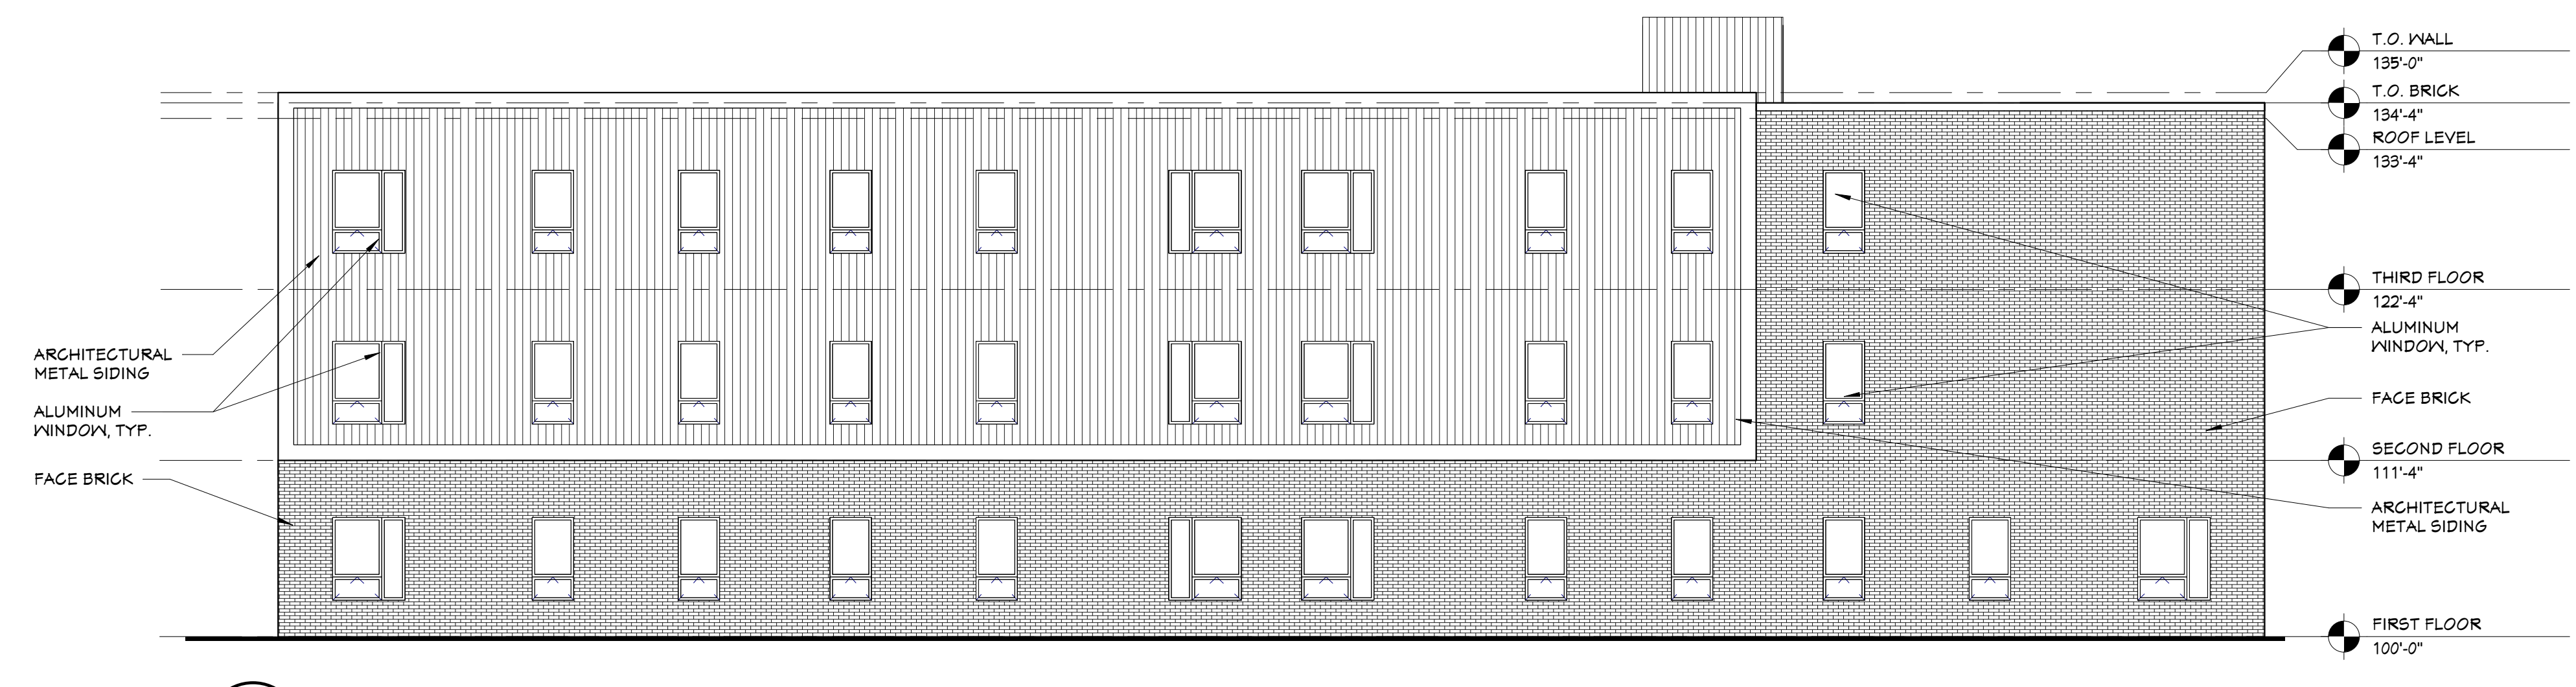 T.O. WALL
135'-0"
T.O. BRICK
134'-4"
ROOF LEVEL
133'-4"
THIRD FLOOR
122'-4"
ALUMINUM
WINDOW, TYP.
FACE BRICK
SECOND FLOOR
111'-4"
ARCHITECTURAL
METAL SIDING
FIRST FLOOR
100'-0"
ARCHITECTURAL
METAL SIDING
ALUMINUM
WINDOW, TYP.
FACE BRICK